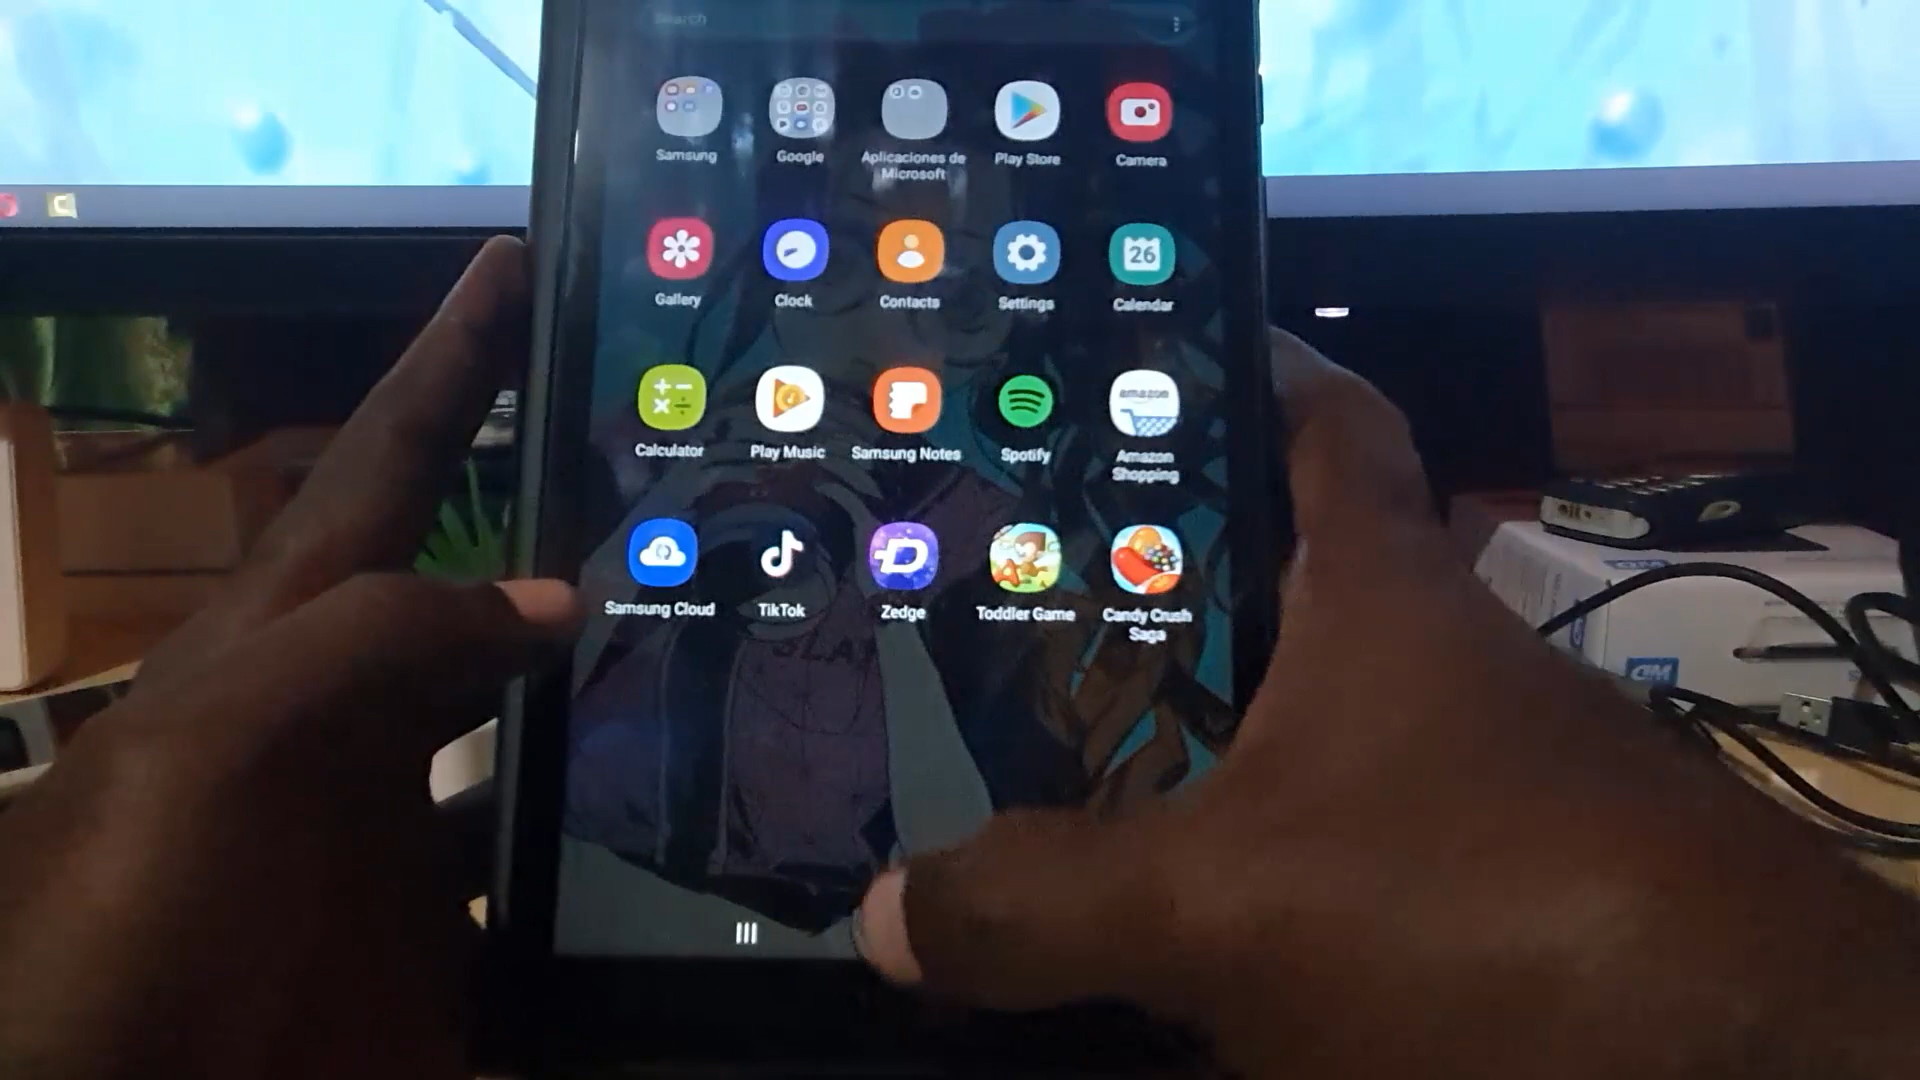 Search
Samsung
Google
Aplicaciones de
Microsoft
Play Store
Camera
26
Gallery
Clock
Contacts
Settings
Calendar
amazon
Calculator
Play Music
Samsung Notes
Spotify
Amazon
Shopping
A
Samsung Cloud
TikTok
Zedge
Toddler Game
Candy Crush
Saga